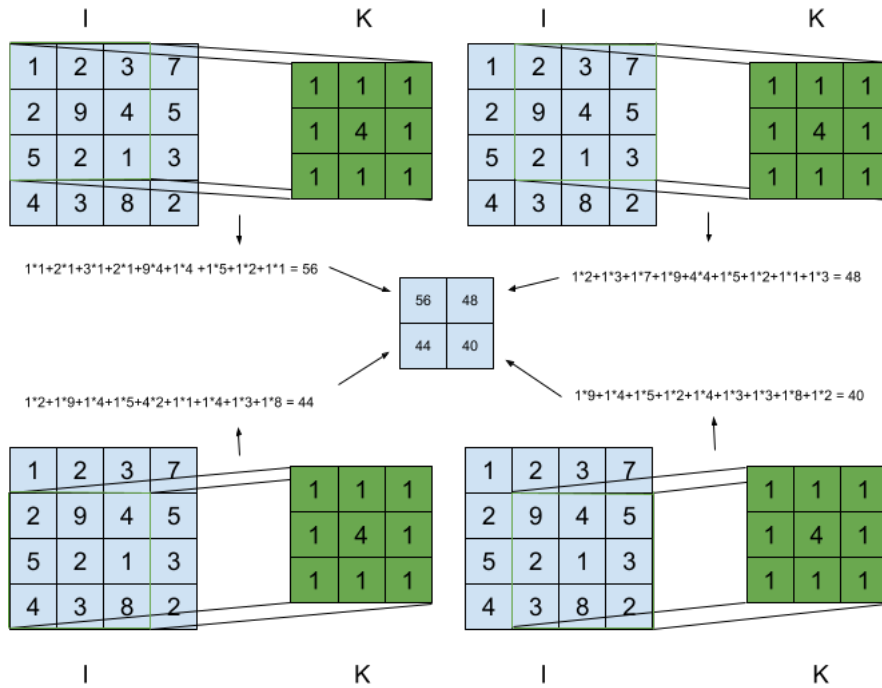 I K I K
1 2 3 7
2 9 4 5
5 2 1 3
4 3 8 2
1 1 1
1 4 1
1 1 1
1 2 3 7
2 9 4 5
5 2 1 3
4 3 8 2
1 1 1
1 4 1
1 1 1
1*1+2*1+3*1+2*1+9*4+1*4 +1*5+1*2+1*1 = 56
1*2+1*3+1*7+1*9+4*4+1*5+1*2+1*1+1*3 = 48
56 48
44 40
1*2+1*9+1*4+1*5+4*2+1*1+1*4+1*3+1*8 = 44
1*9+1*4+1*5+1*2+1*4+1*3+1*3+1*8+1*2 = 40
1 2 3 7
2 9 4 5
5 2 1 3
4 3 8 2
1 1 1
1 4 1
1 1 1
1 2 3 7
2 9 4 5
5 2 1 3
4 3 8 2
1 1 1
1 4 1
1 1 1
I K I K